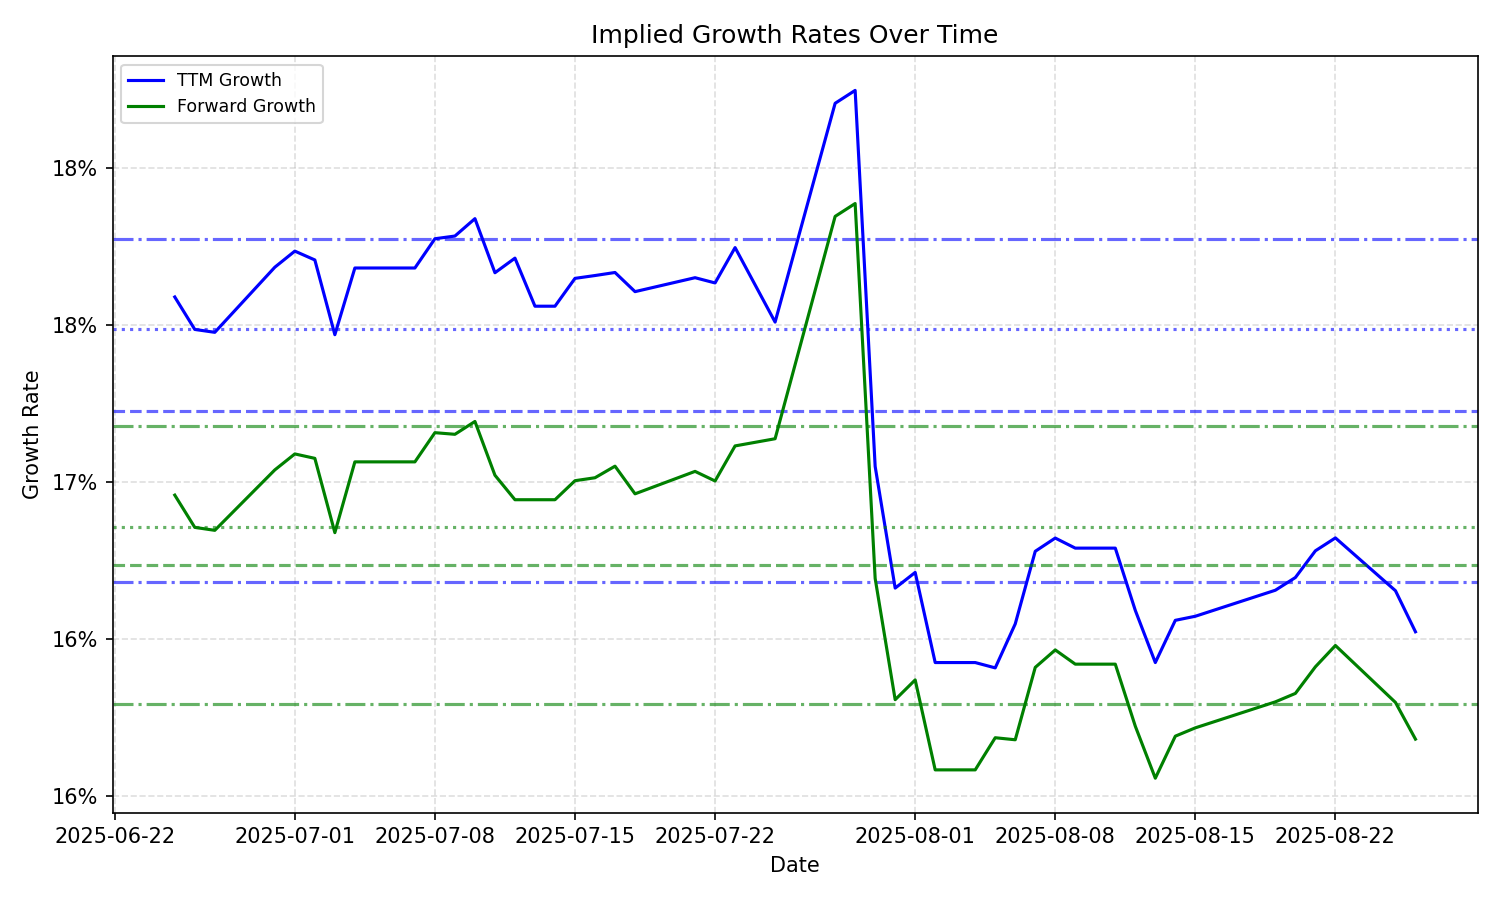 Implied Growth Rates Over Time
TTM Growth
Forward Growth
18%
18%
17%
16%
16%
Growth Rate
2025-06-22 2025-07-01 2025-07-08 2025-07-15 2025-07-22 2025-08-01 2025-08-08 2025-08-15 2025-08-22
Date